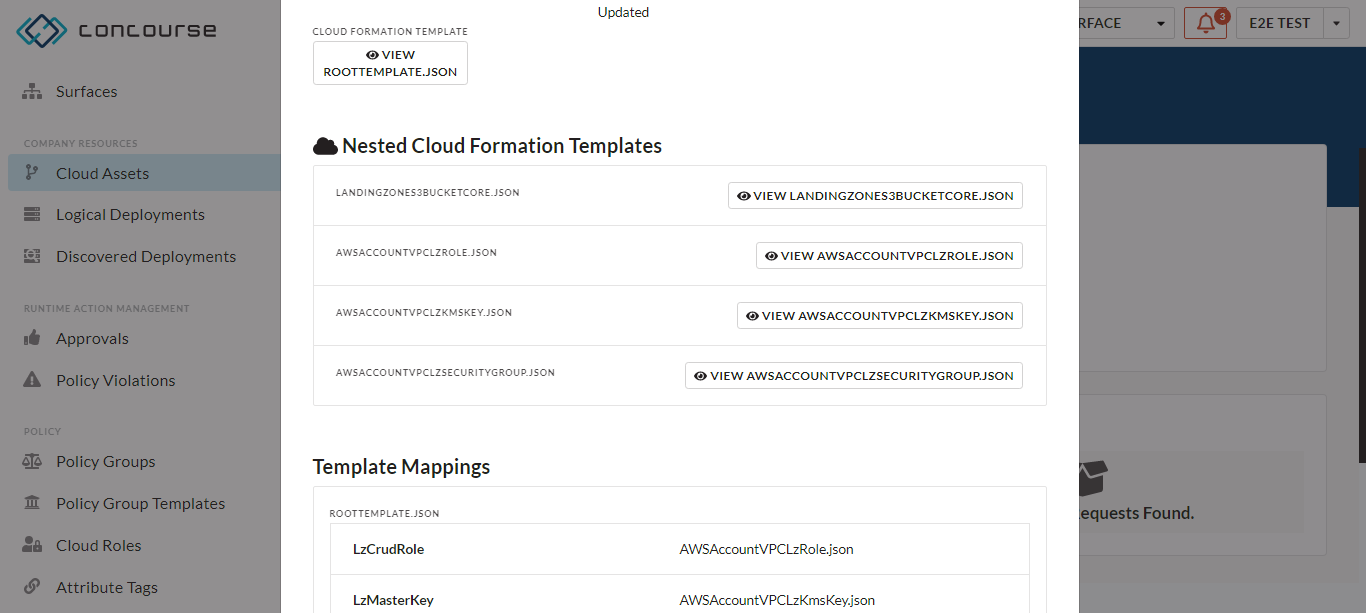 concourse
Surfaces
COMPANY RESOURCES
Cloud Assets
Logical Deployments
Discovered Deployments
RUNTIME ACTION MANAGEMENT
Approvals
Policy Violations
POLICY
Policy Groups
Policy Group Templates
Cloud Roles
Attribute Tags
Updated
CLOUD FORMATION TEMPLATE
VIEW
ROOTTEMPLATE.JSON
Nested Cloud Formation Templates
LANDINGZONES3BUCKETCORE.JSON
VIEW LANDINGZONES3BUCKETCORE.JSON
AWSACCOUNTVPCLZROLE.JSON
VIEW AWSACCOUNTVPCLZROLE.JSON
AWSACCOUNTVPCLZKMSKEY.JSON
VIEW AWSACCOUNTVPCLZKMSKEY.JSON
AWSACCOUNTVPCLZSECURITYGROUP.JSON
VIEW AWSACCOUNTVPCLZSECURITYGROUP.JSON
Template Mappings
ROOTTEMPLATE.JSON
LzCrudRole AWSAccountVPCLzRole.json
LzMasterKey AWSAccountVPCLzKmsKey.json
RFACE
3
E2E TEST
equests Found.